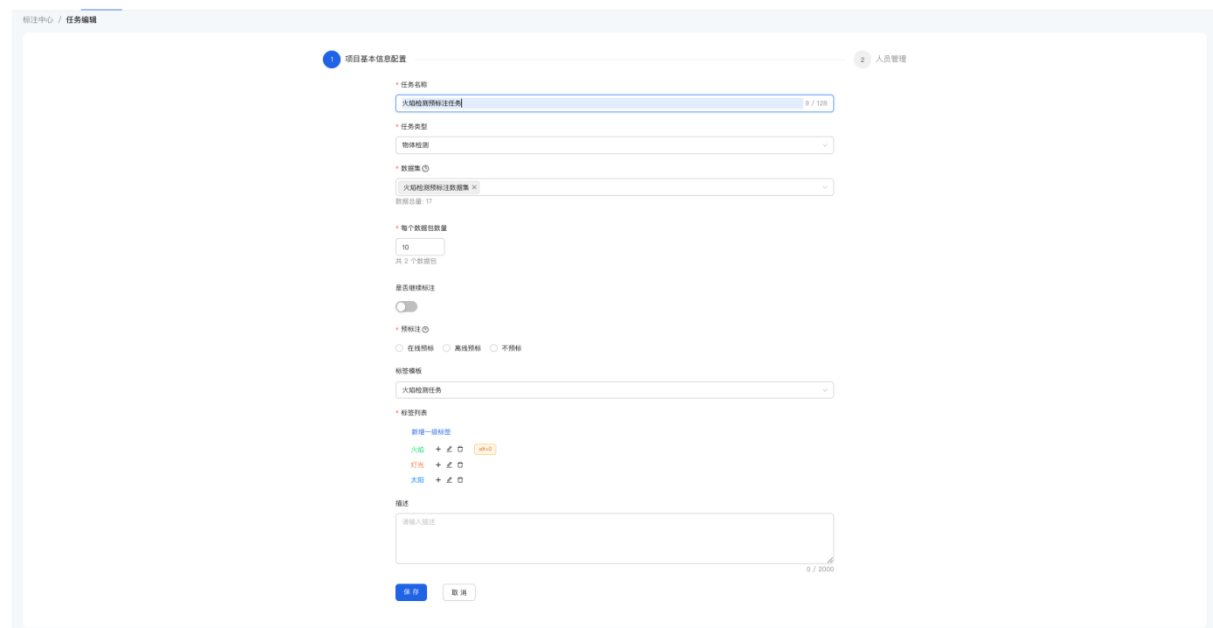 标注中心 / 任务编辑
1 项目基本信息配置
2 人员管理
* 任务名称
火焰检测预标注任务 9 / 128
* 任务类型
物体检测
* 数据集
火焰检测预标注数据集 ×
数据总量: 17
* 每个数据包数量
10
共 2 个数据包
是否继续标注
* 预标注
在线预标 离线预标 不预标
标签模板
火焰检测任务
* 标签列表
新增一级标签
火焰
灯光
太阳
描述
请输入描述
0 / 2000
保 存 取 消